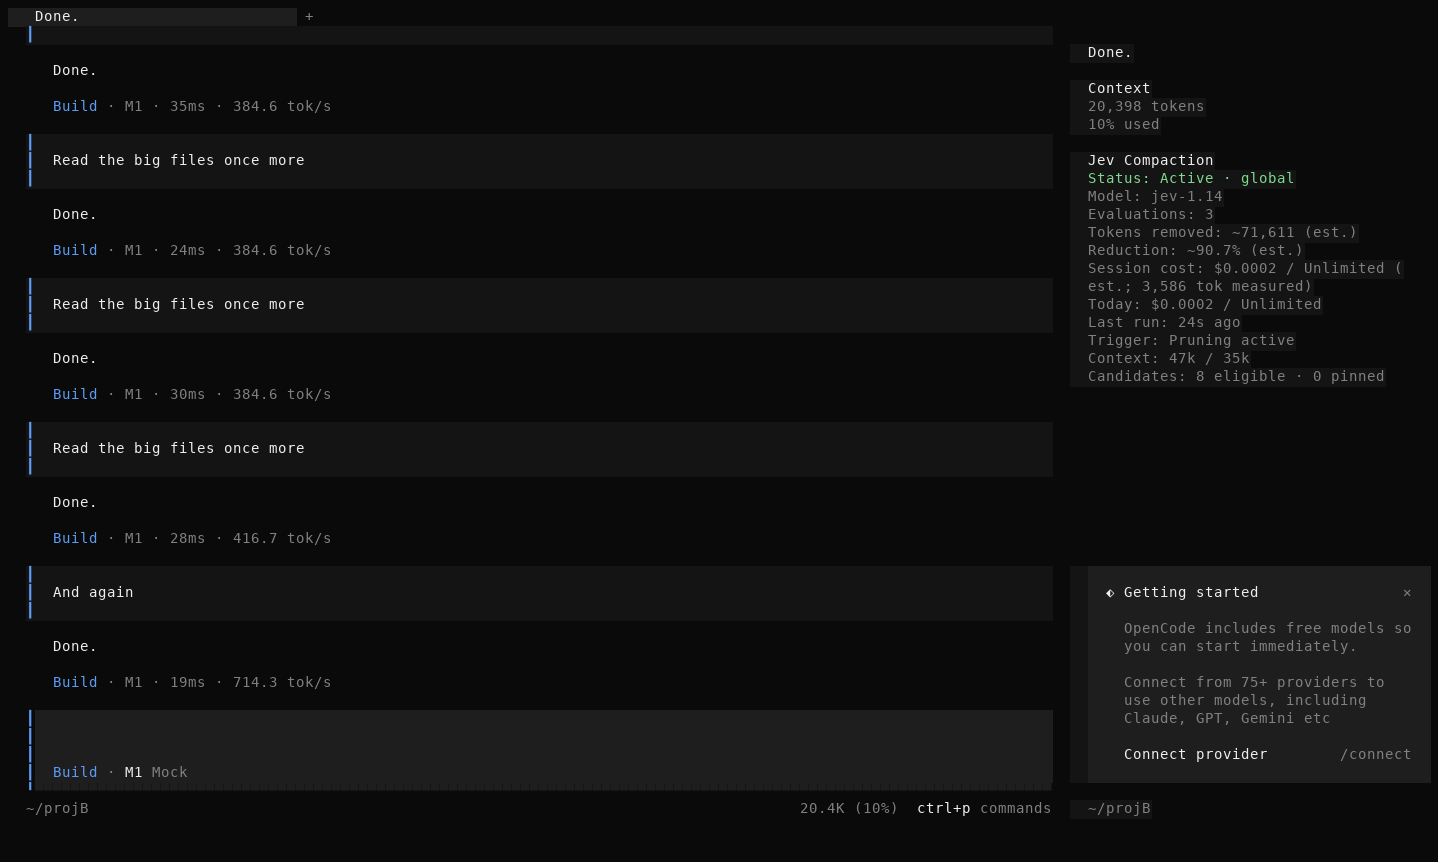 Done. +
Done.
Build · M1 · 35ms · 384.6 tok/s
Read the big files once more
Done.
Build · M1 · 24ms · 384.6 tok/s
Read the big files once more
Done.
Build · M1 · 30ms · 384.6 tok/s
Read the big files once more
Done.
Build · M1 · 28ms · 416.7 tok/s
And again
Done.
Build · M1 · 19ms · 714.3 tok/s
Build · M1 Mock
~/projB 20.4K (10%) ctrl+p commands
Done.
Context
20,398 tokens
10% used
Jev Compaction
Status: Active · global
Model: jev-1.14
Evaluations: 3
Tokens removed: ~71,611 (est.)
Reduction: ~90.7% (est.)
Session cost: $0.0002 / Unlimited (
est.; 3,586 tok measured)
Today: $0.0002 / Unlimited
Last run: 24s ago
Trigger: Pruning active
Context: 47k / 35k
Candidates: 8 eligible · 0 pinned
⬖ Getting started ✕
OpenCode includes free models so
you can start immediately.
Connect from 75+ providers to
use other models, including
Claude, GPT, Gemini etc
Connect provider /connect
~/projB